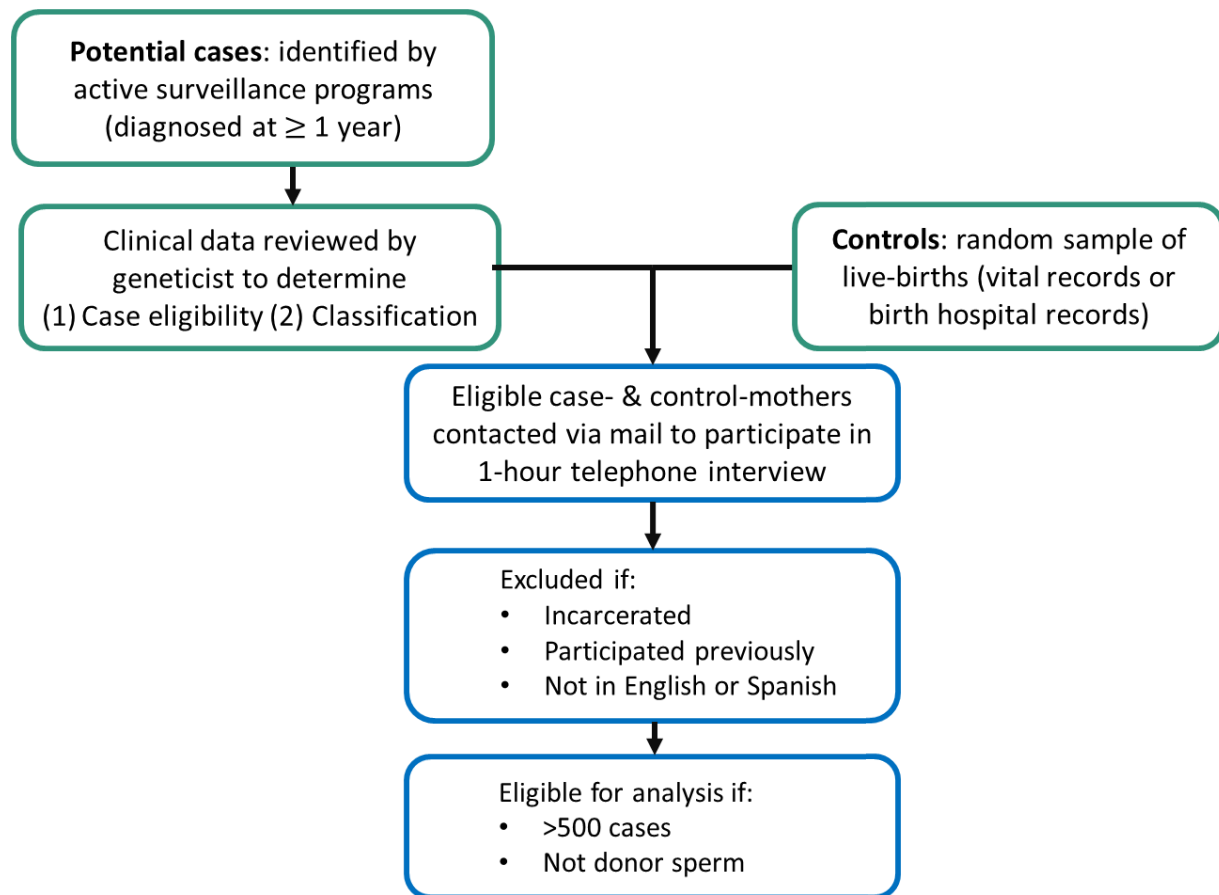 Potential cases: identified by
active surveillance programs
(diagnosed at ≥ 1 year)
Clinical data reviewed by
geneticist to determine
(1) Case eligibility (2) Classification
Controls: random sample of
live-births (vital records or
birth hospital records)
Eligible case- & control-mothers
contacted via mail to participate in
1-hour telephone interview
Excluded if:
• Incarcerated
• Participated previously
• Not in English or Spanish
Eligible for analysis if:
• >500 cases
• Not donor sperm